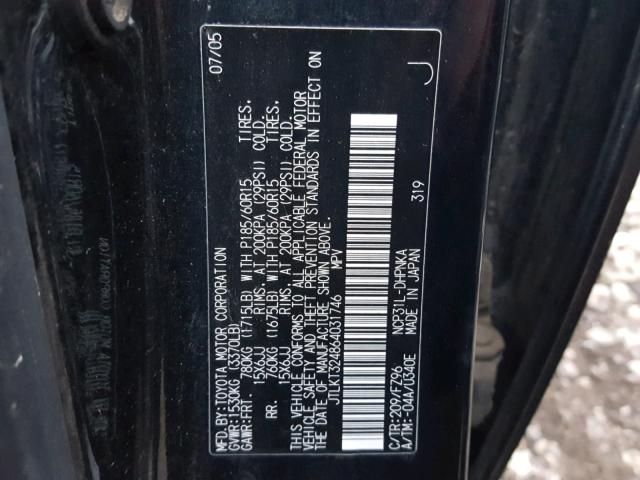 MFD.BY:TOYOTA MOTOR CORPORATION 07/05
GVWR:1530KG (3370LB)
GAWR:FRT. 780KG (1715LB) WITH P185/60R15 TIRES.
15X6JJ RIMS. AT 200KPA (29PSI) COLD.
RR. 760KG (1675LB) WITH P185/60R15 TIRES.
15X6JJ RIMS. AT 200KPA (29PSI) COLD.
THIS VEHICLE CONFORMS TO ALL APPLICABLE FEDERAL MOTOR
VEHICLE SAFETY AND THEFT PREVENTION STANDARDS IN EFFECT ON
THE DATE OF MANUFACTURE SHOWN ABOVE.
JTLKT324864031746 MPV
C/TR:209/FZ96 NCP31L-DHPNKA
A/TM:-04A/U340E MADE IN JAPAN 319 J